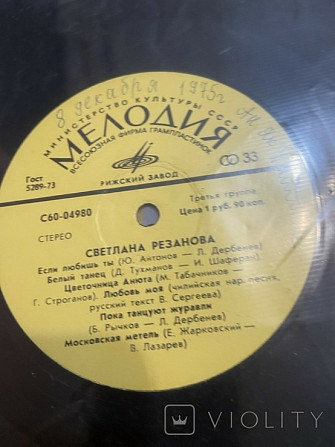 8 декабря 1975г
МИНИСТЕРСТВО КУЛЬТУРЫ СССР
МЕЛОДИЯ
ВСЕСОЮЗНАЯ ФИРМА ГРАМПЛАСТИНОК
Гост
5289-73
33
РИЖСКИЙ ЗАВОД
С60-04980
Третья группа
Цена 1 руб. 90 коп.
СТЕРЕО
СВЕТЛАНА РЕЗАНОВА
Если любишь ты (Ю. Антонов — Л. Дербенев)
Белый танец (Д. Тухманов — И. Шаферан)
Цветочница Анюта (М. Табачников —
Г. Строганов). Любовь моя (чилийская нар. песня,
русский текст В. Сергеева)
Пока танцуют журавли
(Б. Рычков — Л. Дербенев)
Московская метель (Е. Жарковский —
В. Лазарев)
VIOLITY